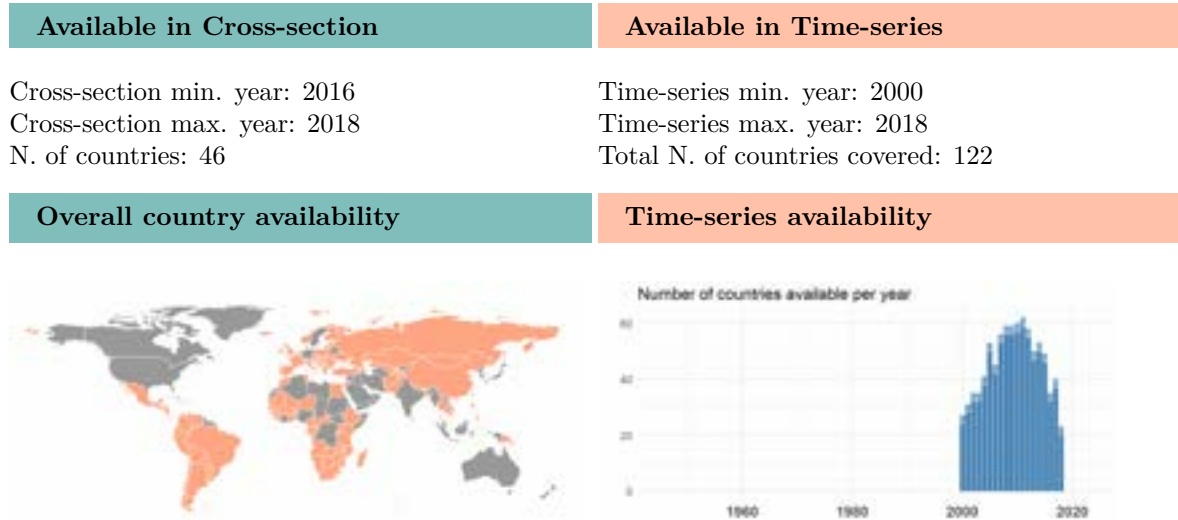 Available in Cross-section
Available in Time-series
Cross-section min. year: 2016
Cross-section max. year: 2018
N. of countries: 46
Time-series min. year: 2000
Time-series max. year: 2018
Total N. of countries covered: 122
Overall country availability
Time-series availability
Number of countries available per year
60
40
20
0
1960
1980
2000
2020